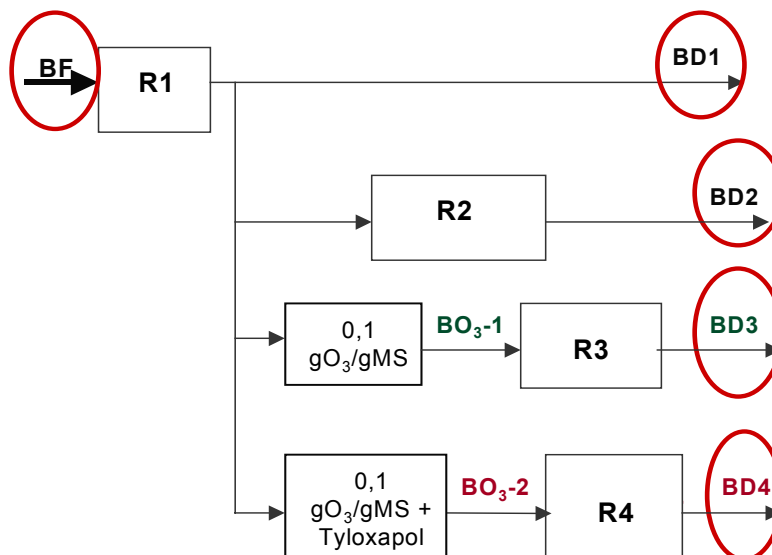 BF
R1
BD1
R2
BD2
0,1
gO₃/gMS
BO₃-1
R3
BD3
0,1
gO₃/gMS +
Tyloxapol
BO₃-2
R4
BD4